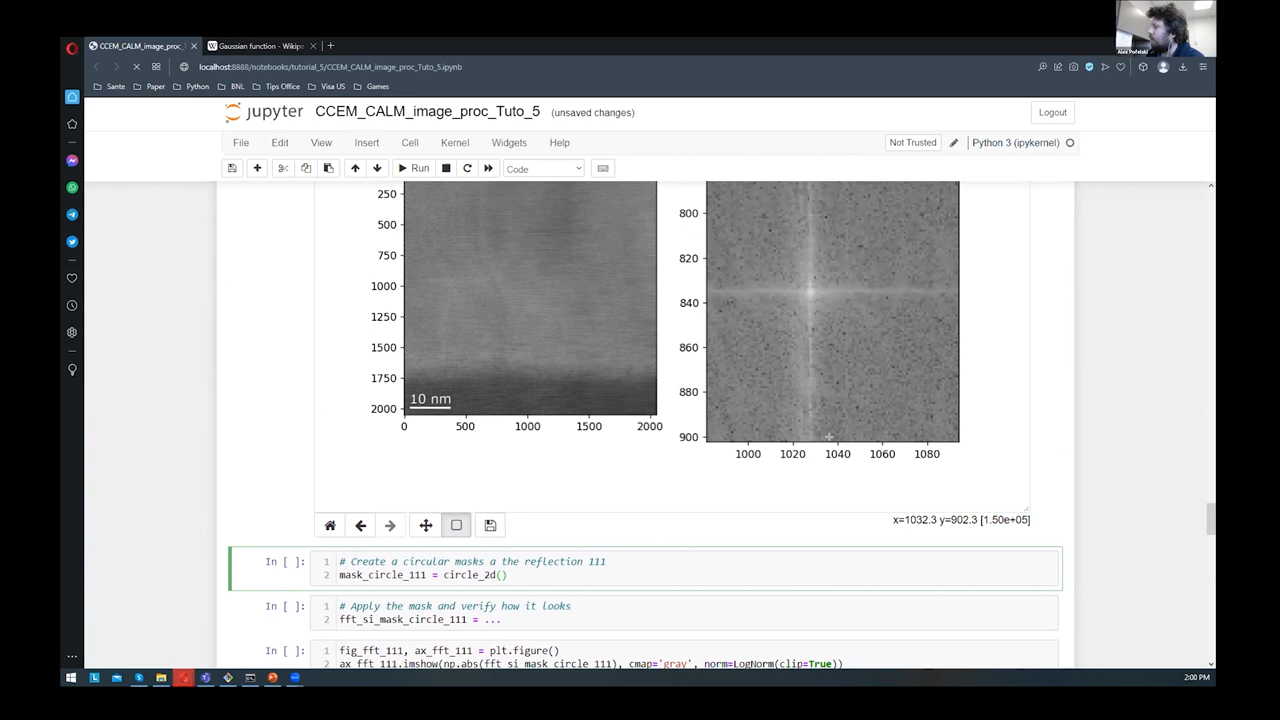 Alex Pofelski
CCEM_CALM_image_proc_
Gaussian function - Wikipe
localhost:8888/notebooks/tutorial_5/CCEM_CALM_image_proc_Tuto_5.ipynb
Sante Paper Python BNL Tips Office Visa US Games
jupyter CCEM_CALM_image_proc_Tuto_5 (unsaved changes) Logout
File Edit View Insert Cell Kernel Widgets Help Not Trusted Python 3 (ipykernel)
Run Code
250
500
750
1000
1250
1500
1750
2000
10 nm
0 500 1000 1500 2000
800
820
840
860
880
900
1000 1020 1040 1060 1080
x=1032.3 y=902.3 [1.50e+05]
In [ ]: 1 # Create a circular masks a the reflection 111
2 mask_circle_111 = circle_2d()
In [ ]: 1 # Apply the mask and verify how it looks
2 fft_si_mask_circle_111 = ...
In [ ]: 1 fig_fft_111, ax_fft_111 = plt.figure()
2 ax_fft_111.imshow(np.abs(fft_si_mask_circle_111), cmap='gray', norm=LogNorm(clip=True))
2:00 PM